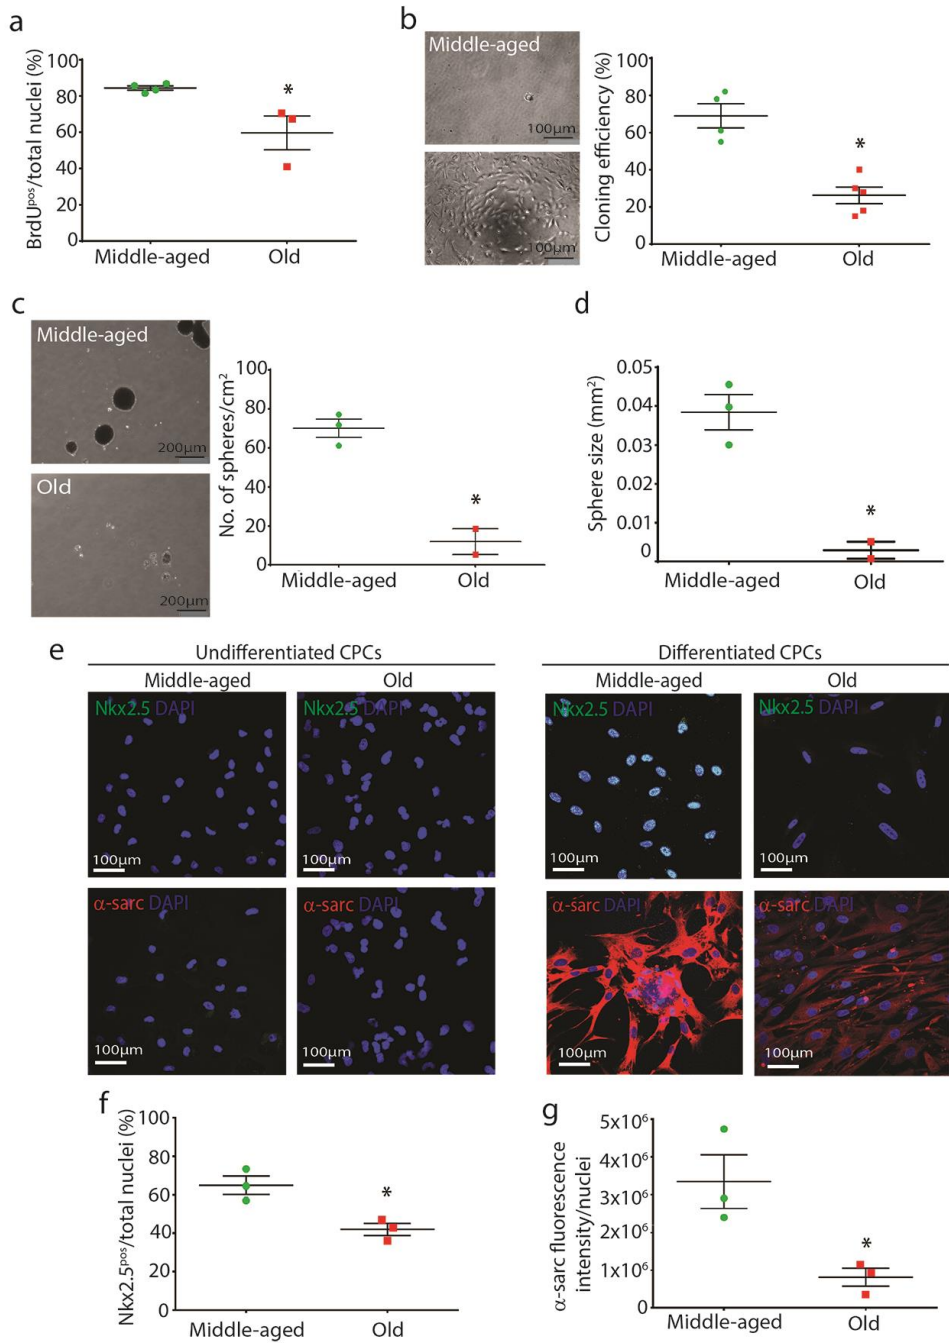 a
BrdUᵖᵒˢ/total nuclei (%)
100
80
60
40
20
0
*
Middle-aged
Old
b
Middle-aged
100µm
100µm
Cloning efficiency (%)
100
80
60
40
20
0
*
Middle-aged
Old
c
Middle-aged
200µm
Old
200µm
No. of spheres/cm²
100
80
60
40
20
0
*
Middle-aged
Old
d
Sphere size (mm²)
0.05
0.04
0.03
0.02
0.01
0
*
Middle-aged
Old
e
Undifferentiated CPCs
Middle-aged
Old
Nkx2.5 DAPI
100µm
Nkx2.5 DAPI
100µm
α-sarc DAPI
100µm
α-sarc DAPI
100µm
Differentiated CPCs
Middle-aged
Old
Nkx2.5 DAPI
100µm
Nkx2.5 DAPI
100µm
α-sarc DAPI
100µm
α-sarc DAPI
100µm
f
Nkx2.5ᵖᵒˢ/total nuclei (%)
100
80
60
40
20
0
*
Middle-aged
Old
g
α-sarc fluorescence
intensity/nuclei
5x10⁶
4x10⁶
3x10⁶
2x10⁶
1x10⁶
0
*
Middle-aged
Old